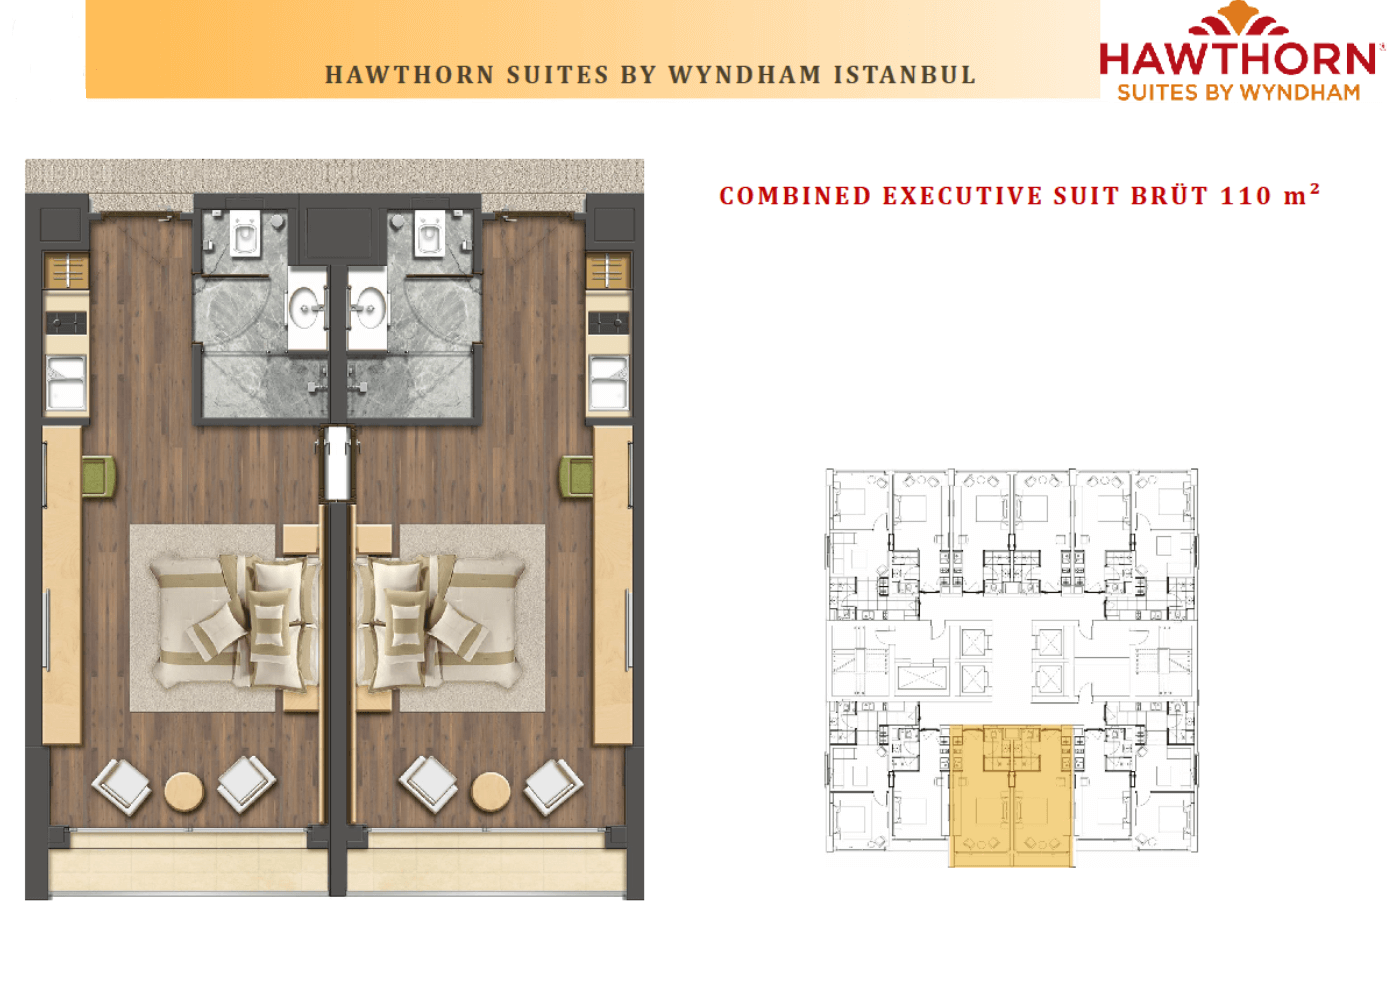 HAWTHORN SUITES BY WYNDHAM ISTANBUL
HAWTHORN®
SUITES BY WYNDHAM
COMBINED EXECUTIVE SUIT BRÜT 110 m²